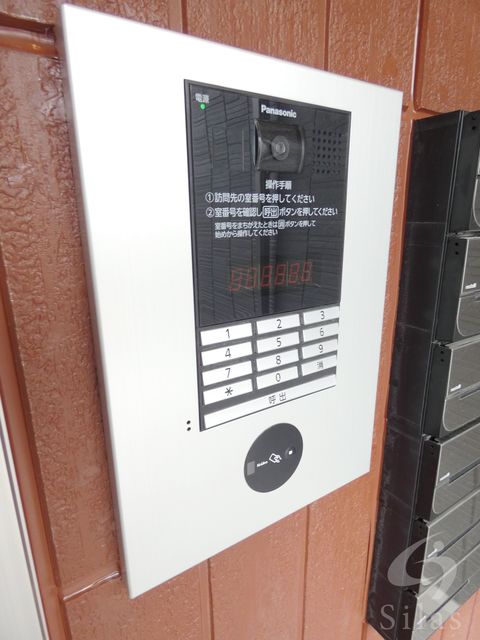 電源
Panasonic
操作手順
①訪問先の室番号を押してください
②室番号を確認し呼出ボタンを押してください
室番号をまちがえたときは消ボタンを押して
始めから操作してください
1 2 3
4 5 6
7 8 9
* 0 消
呼出
Silas